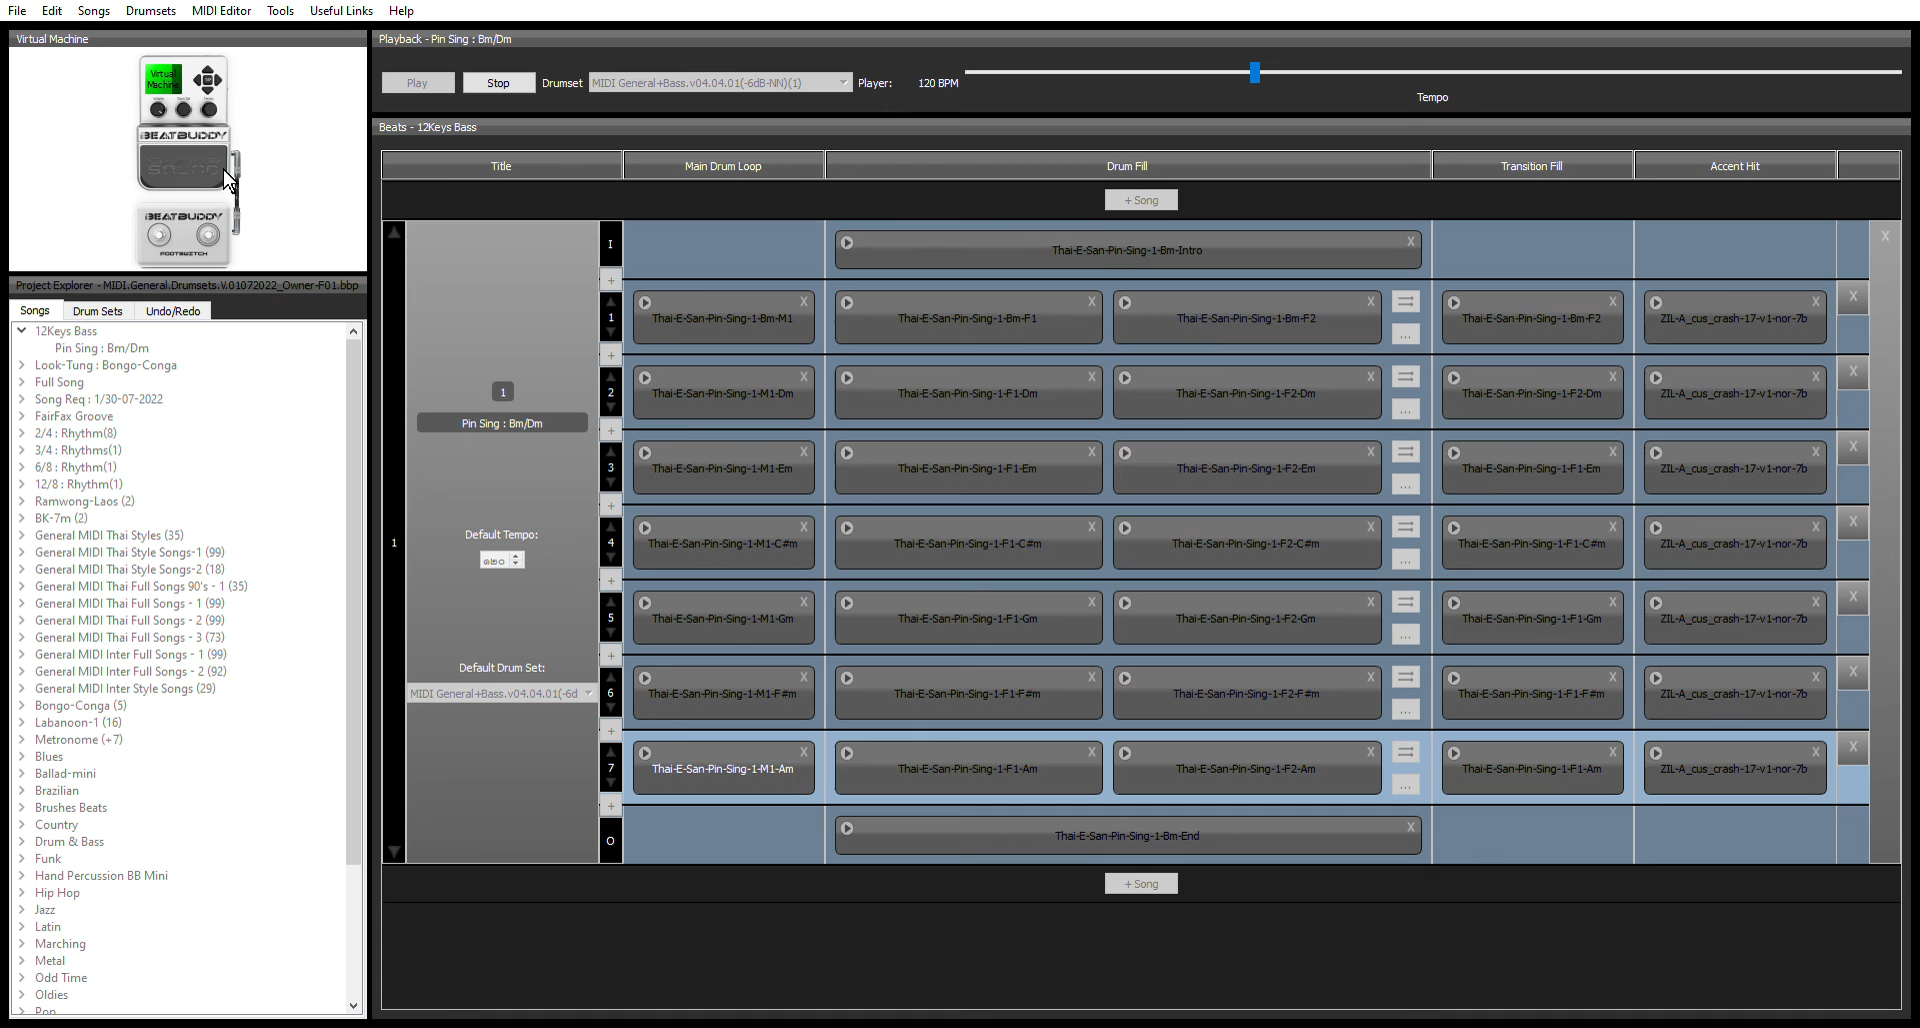 File Edit Songs Drumsets MIDI Editor Tools Useful Links Help
Virtual Machine
Virtual
Machine
BEATBUDDY
BEATBUDDY
FOOTSWITCH
Project Explorer - MIDI.General.Drumsets.V.01072022_Owner-F01.bbp
Songs Drum Sets Undo/Redo
12Keys Bass
Pin Sing : Bm/Dm
Look-Tung : Bongo-Conga
Full Song
Song Req : 1/30-07-2022
FairFax Groove
2/4 : Rhythm(8)
3/4 : Rhythms(1)
6/8 : Rhythm(1)
12/8 : Rhythm(1)
Ramwong-Laos (2)
BK-7m (2)
General MIDI Thai Styles (35)
General MIDI Thai Style Songs-1 (99)
General MIDI Thai Style Songs-2 (18)
General MIDI Thai Full Songs 90's - 1 (35)
General MIDI Thai Full Songs - 1 (99)
General MIDI Thai Full Songs - 2 (99)
General MIDI Thai Full Songs - 3 (73)
General MIDI Inter Full Songs - 1 (99)
General MIDI Inter Full Songs - 2 (92)
General MIDI Inter Style Songs (29)
Bongo-Conga (5)
Labanoon-1 (16)
Metronome (+7)
Blues
Ballad-mini
Brazilian
Brushes Beats
Country
Drum & Bass
Funk
Hand Percussion BB Mini
Hip Hop
Jazz
Latin
Marching
Metal
Odd Time
Oldies
Pop
Playback - Pin Sing : Bm/Dm
Play Stop Drumset MIDI General+Bass.v04.04.01(-6dB-NN)(1) Player: 120 BPM
Tempo
Beats - 12Keys Bass
Title Main Drum Loop Drum Fill Transition Fill Accent Hit
+ Song
1
1
Pin Sing : Bm/Dm
Default Tempo:
๑๒๐
Default Drum Set:
MIDI General+Bass.v04.04.01(-6d
I Thai-E-San-Pin-Sing-1-Bm-Intro X X
+
1 Thai-E-San-Pin-Sing-1-Bm-M1 X Thai-E-San-Pin-Sing-1-Bm-F1 X Thai-E-San-Pin-Sing-1-Bm-F2 X ... Thai-E-San-Pin-Sing-1-Bm-F2 X ZIL-A_cus_crash-17-v1-nor-7b X X
+
2 Thai-E-San-Pin-Sing-1-M1-Dm X Thai-E-San-Pin-Sing-1-F1-Dm X Thai-E-San-Pin-Sing-1-F2-Dm X ... Thai-E-San-Pin-Sing-1-F2-Dm X ZIL-A_cus_crash-17-v1-nor-7b X X
+
3 Thai-E-San-Pin-Sing-1-M1-Em X Thai-E-San-Pin-Sing-1-F1-Em X Thai-E-San-Pin-Sing-1-F2-Em X ... Thai-E-San-Pin-Sing-1-F1-Em X ZIL-A_cus_crash-17-v1-nor-7b X X
+
4 Thai-E-San-Pin-Sing-1-M1-C#m X Thai-E-San-Pin-Sing-1-F1-C#m X Thai-E-San-Pin-Sing-1-F2-C#m X ... Thai-E-San-Pin-Sing-1-F1-C#m X ZIL-A_cus_crash-17-v1-nor-7b X X
+
5 Thai-E-San-Pin-Sing-1-M1-Gm X Thai-E-San-Pin-Sing-1-F1-Gm X Thai-E-San-Pin-Sing-1-F2-Gm X ... Thai-E-San-Pin-Sing-1-F1-Gm X ZIL-A_cus_crash-17-v1-nor-7b X X
+
6 Thai-E-San-Pin-Sing-1-M1-F#m X Thai-E-San-Pin-Sing-1-F1-F#m X Thai-E-San-Pin-Sing-1-F2-F#m X ... Thai-E-San-Pin-Sing-1-F1-F#m X ZIL-A_cus_crash-17-v1-nor-7b X X
+
7 Thai-E-San-Pin-Sing-1-M1-Am X Thai-E-San-Pin-Sing-1-F1-Am X Thai-E-San-Pin-Sing-1-F2-Am X ... Thai-E-San-Pin-Sing-1-F1-Am X ZIL-A_cus_crash-17-v1-nor-7b X X
+
O Thai-E-San-Pin-Sing-1-Bm-End X
+ Song